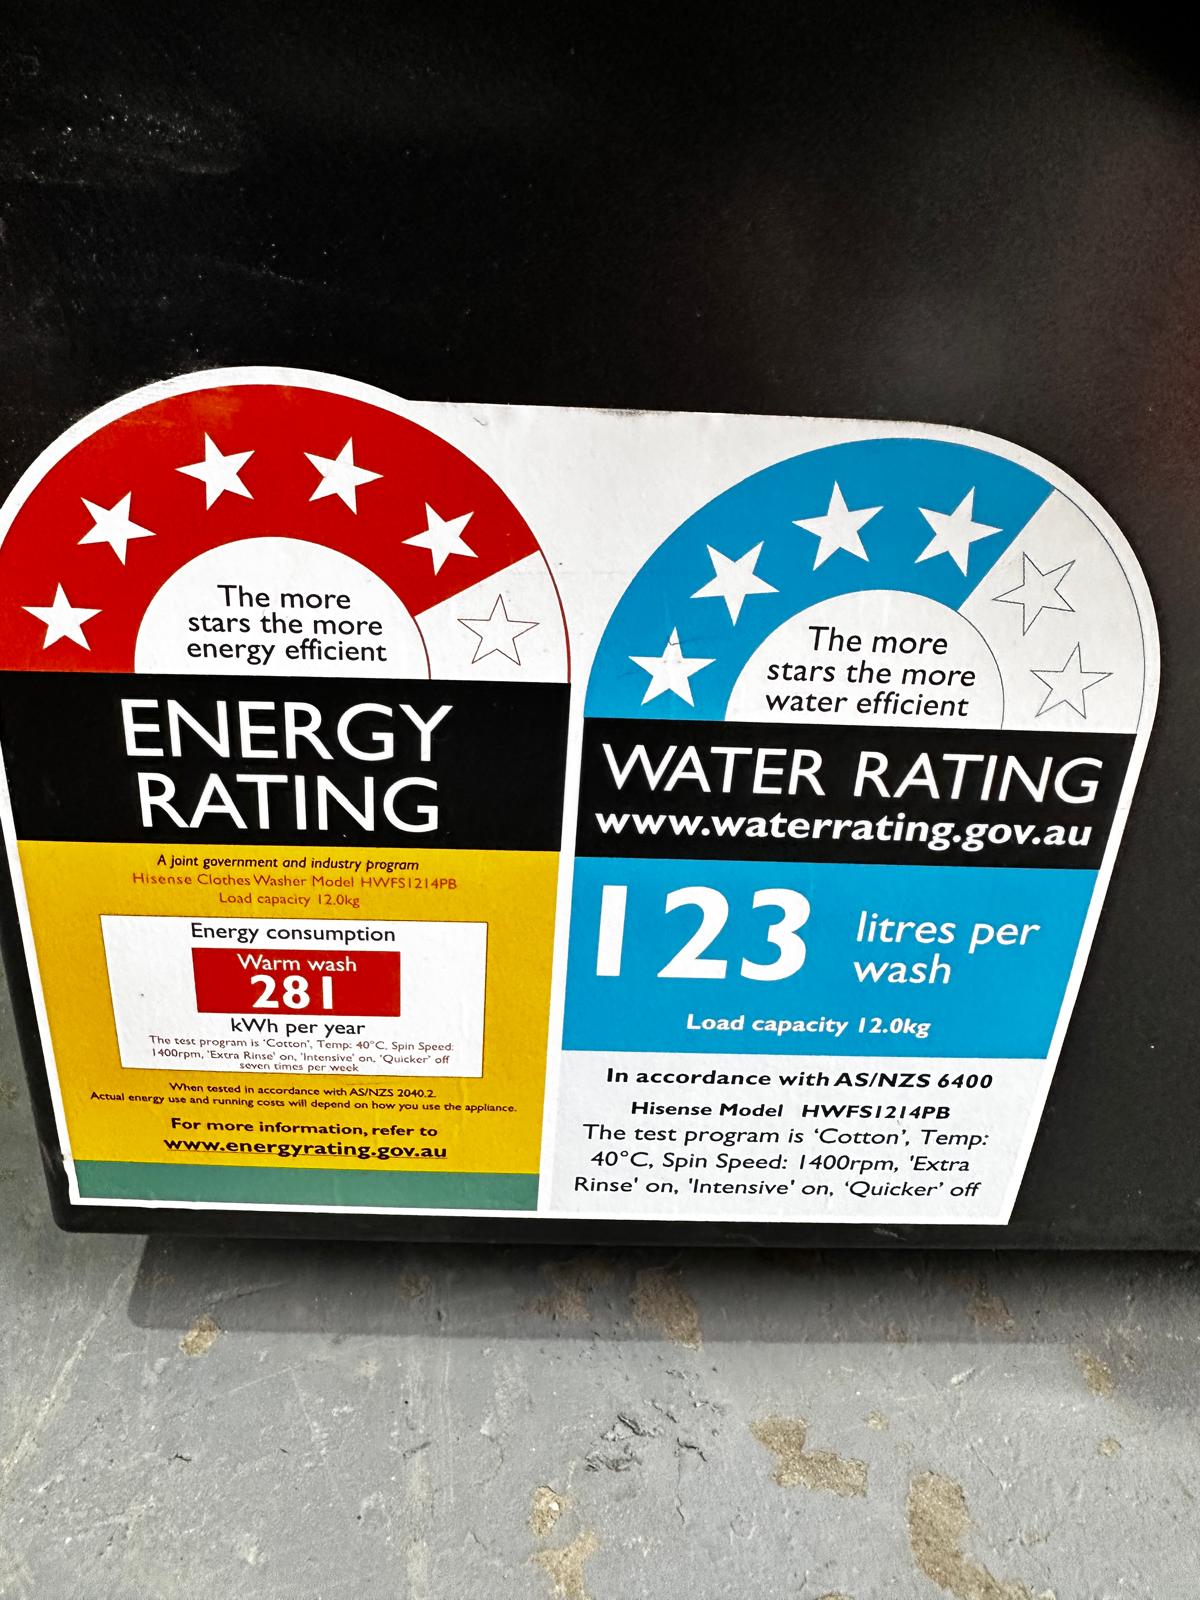 The more
stars the more
energy efficient
ENERGY
RATING
A joint government and industry program
Hisense Clothes Washer Model HWFS1214PB
Load capacity 12.0kg
Energy consumption
Warm wash
281
kWh per year
The test program is 'Cotton', Temp: 40°C, Spin Speed:
1400rpm, 'Extra Rinse' on, 'Intensive' on, 'Quicker' off
seven times per week
When tested in accordance with AS/NZS 2040.2.
Actual energy use and running costs will depend on how you use the appliance.
For more information, refer to
www.energyrating.gov.au
The more
stars the more
water efficient
WATER RATING
www.waterrating.gov.au
123 litres per
wash
Load capacity 12.0kg
In accordance with AS/NZS 6400
Hisense Model HWFS1214PB
The test program is ‘Cotton’, Temp:
40°C, Spin Speed: 1400rpm, 'Extra
Rinse' on, 'Intensive' on, ‘Quicker’ off